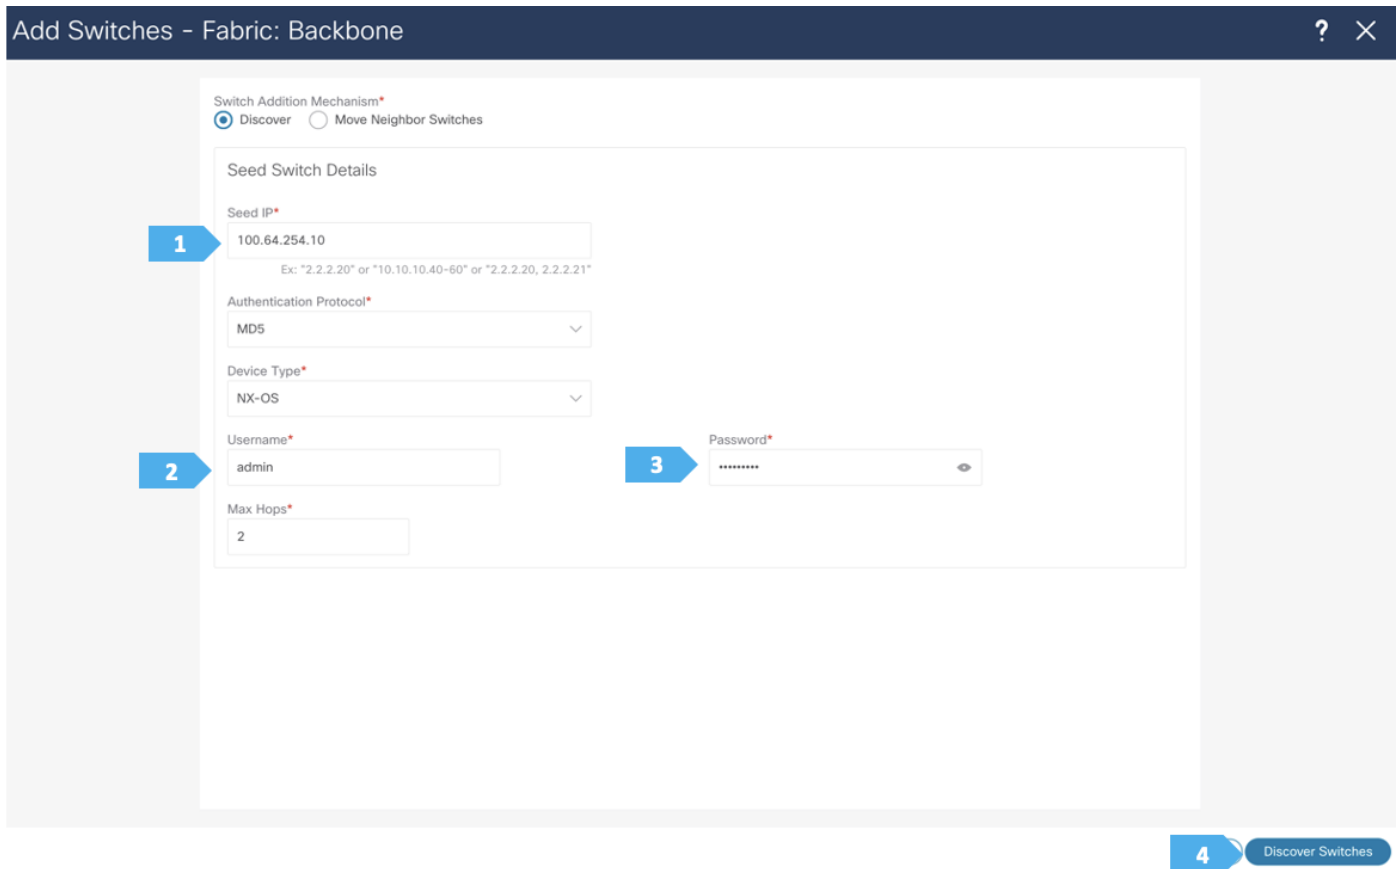 Add Switches - Fabric: Backbone ?
Switch Addition Mechanism*
Discover Move Neighbor Switches
Seed Switch Details
Seed IP*
1 100.64.254.10
Ex: "2.2.2.20" or "10.10.10.40-60" or "2.2.2.20, 2.2.2.21"
Authentication Protocol*
MD5
Device Type*
NX-OS
Username* Password*
2 admin 3 •••••••••
Max Hops*
2
4 Discover Switches